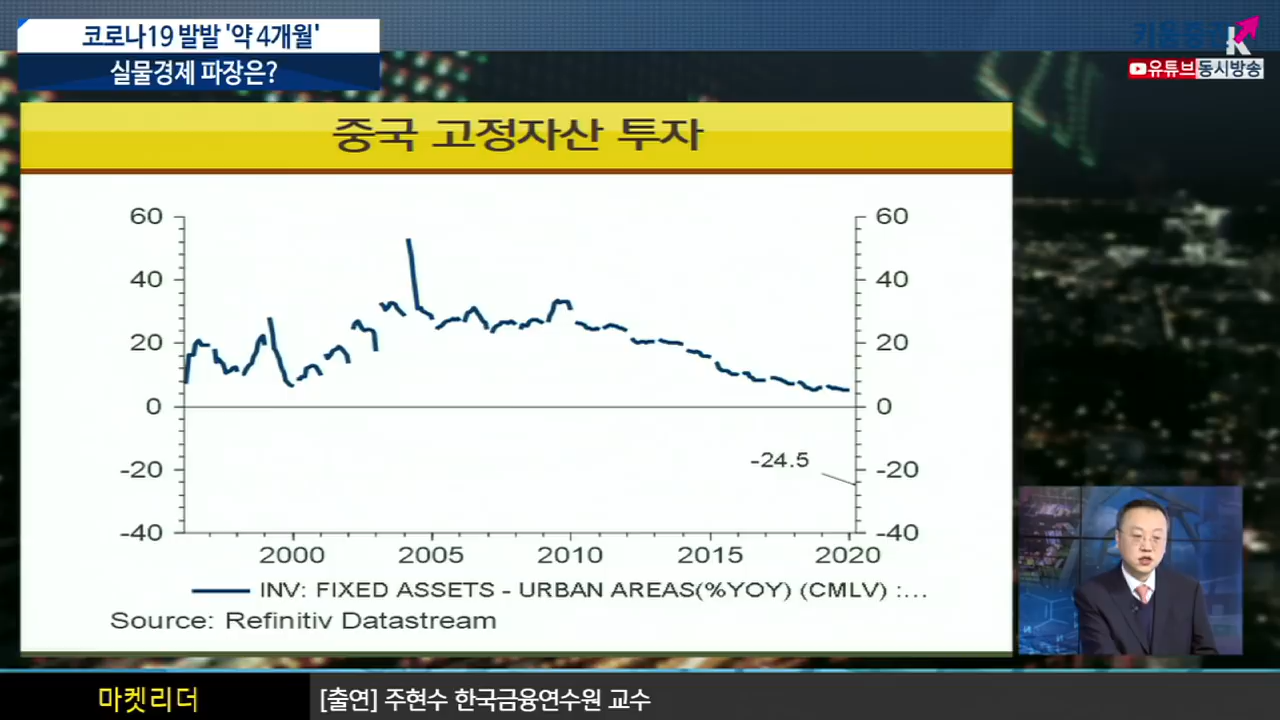 코로나19 발발 '약 4개월'
실물경제 파장은?
키움증권
유튜브동시방송
중국 고정자산 투자
60
40
20
0
-20
-40
60
40
20
0
-20
-40
-24.5
2000 2005 2010 2015 2020
INV: FIXED ASSETS - URBAN AREAS(%YOY) (CMLV) :...
Source: Refinitiv Datastream
마켓리더
[출연] 주현수 한국금융연수원 교수